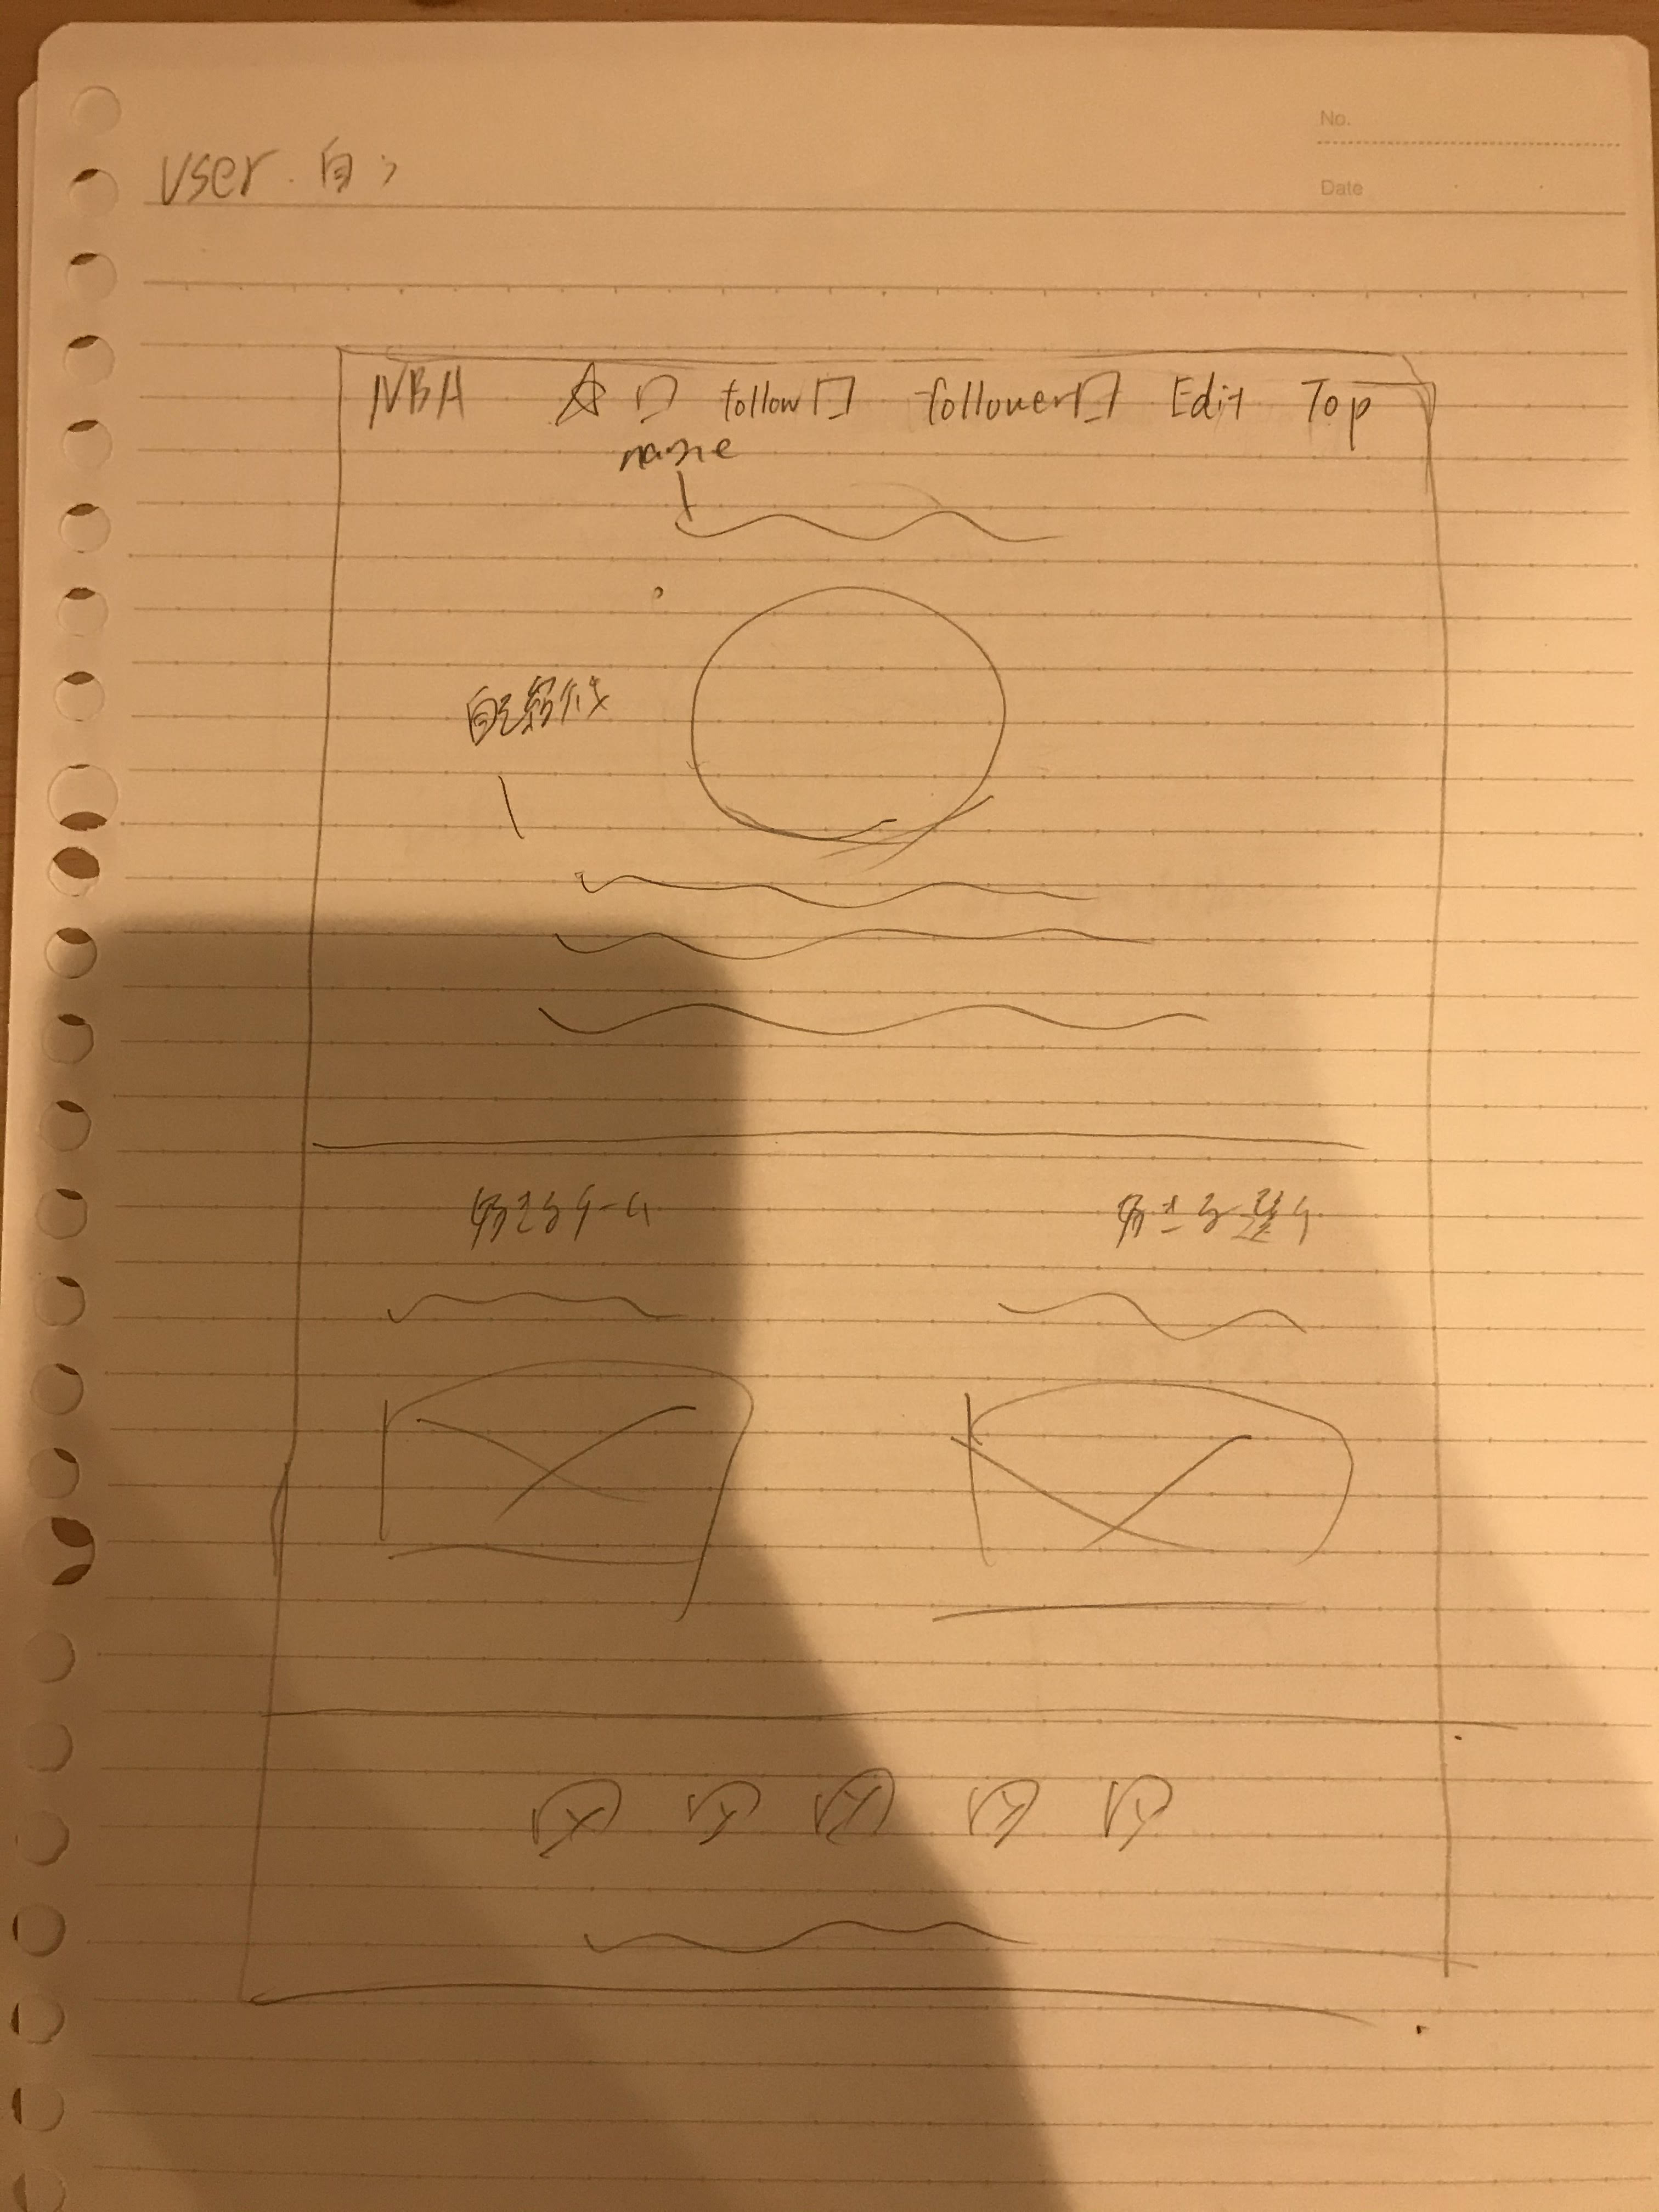 No.
user. 自
Date
NBA ☆ □ follow □ follower □ Edit Top
name
自己紹介
好きなチーム
好きな選手